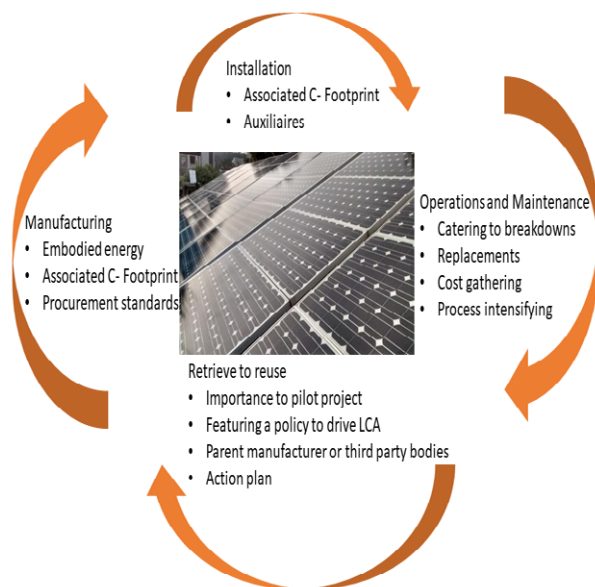 Installation
• Associated C- Footprint
• Auxiliaires
Manufacturing
• Embodied energy
• Associated C- Footprint
• Procurement standards
Operations and Maintenance
• Catering to breakdowns
• Replacements
• Cost gathering
• Process intensifying
Retrieve to reuse
• Importance to pilot project
• Featuring a policy to drive LCA
• Parent manufacturer or third party bodies
• Action plan